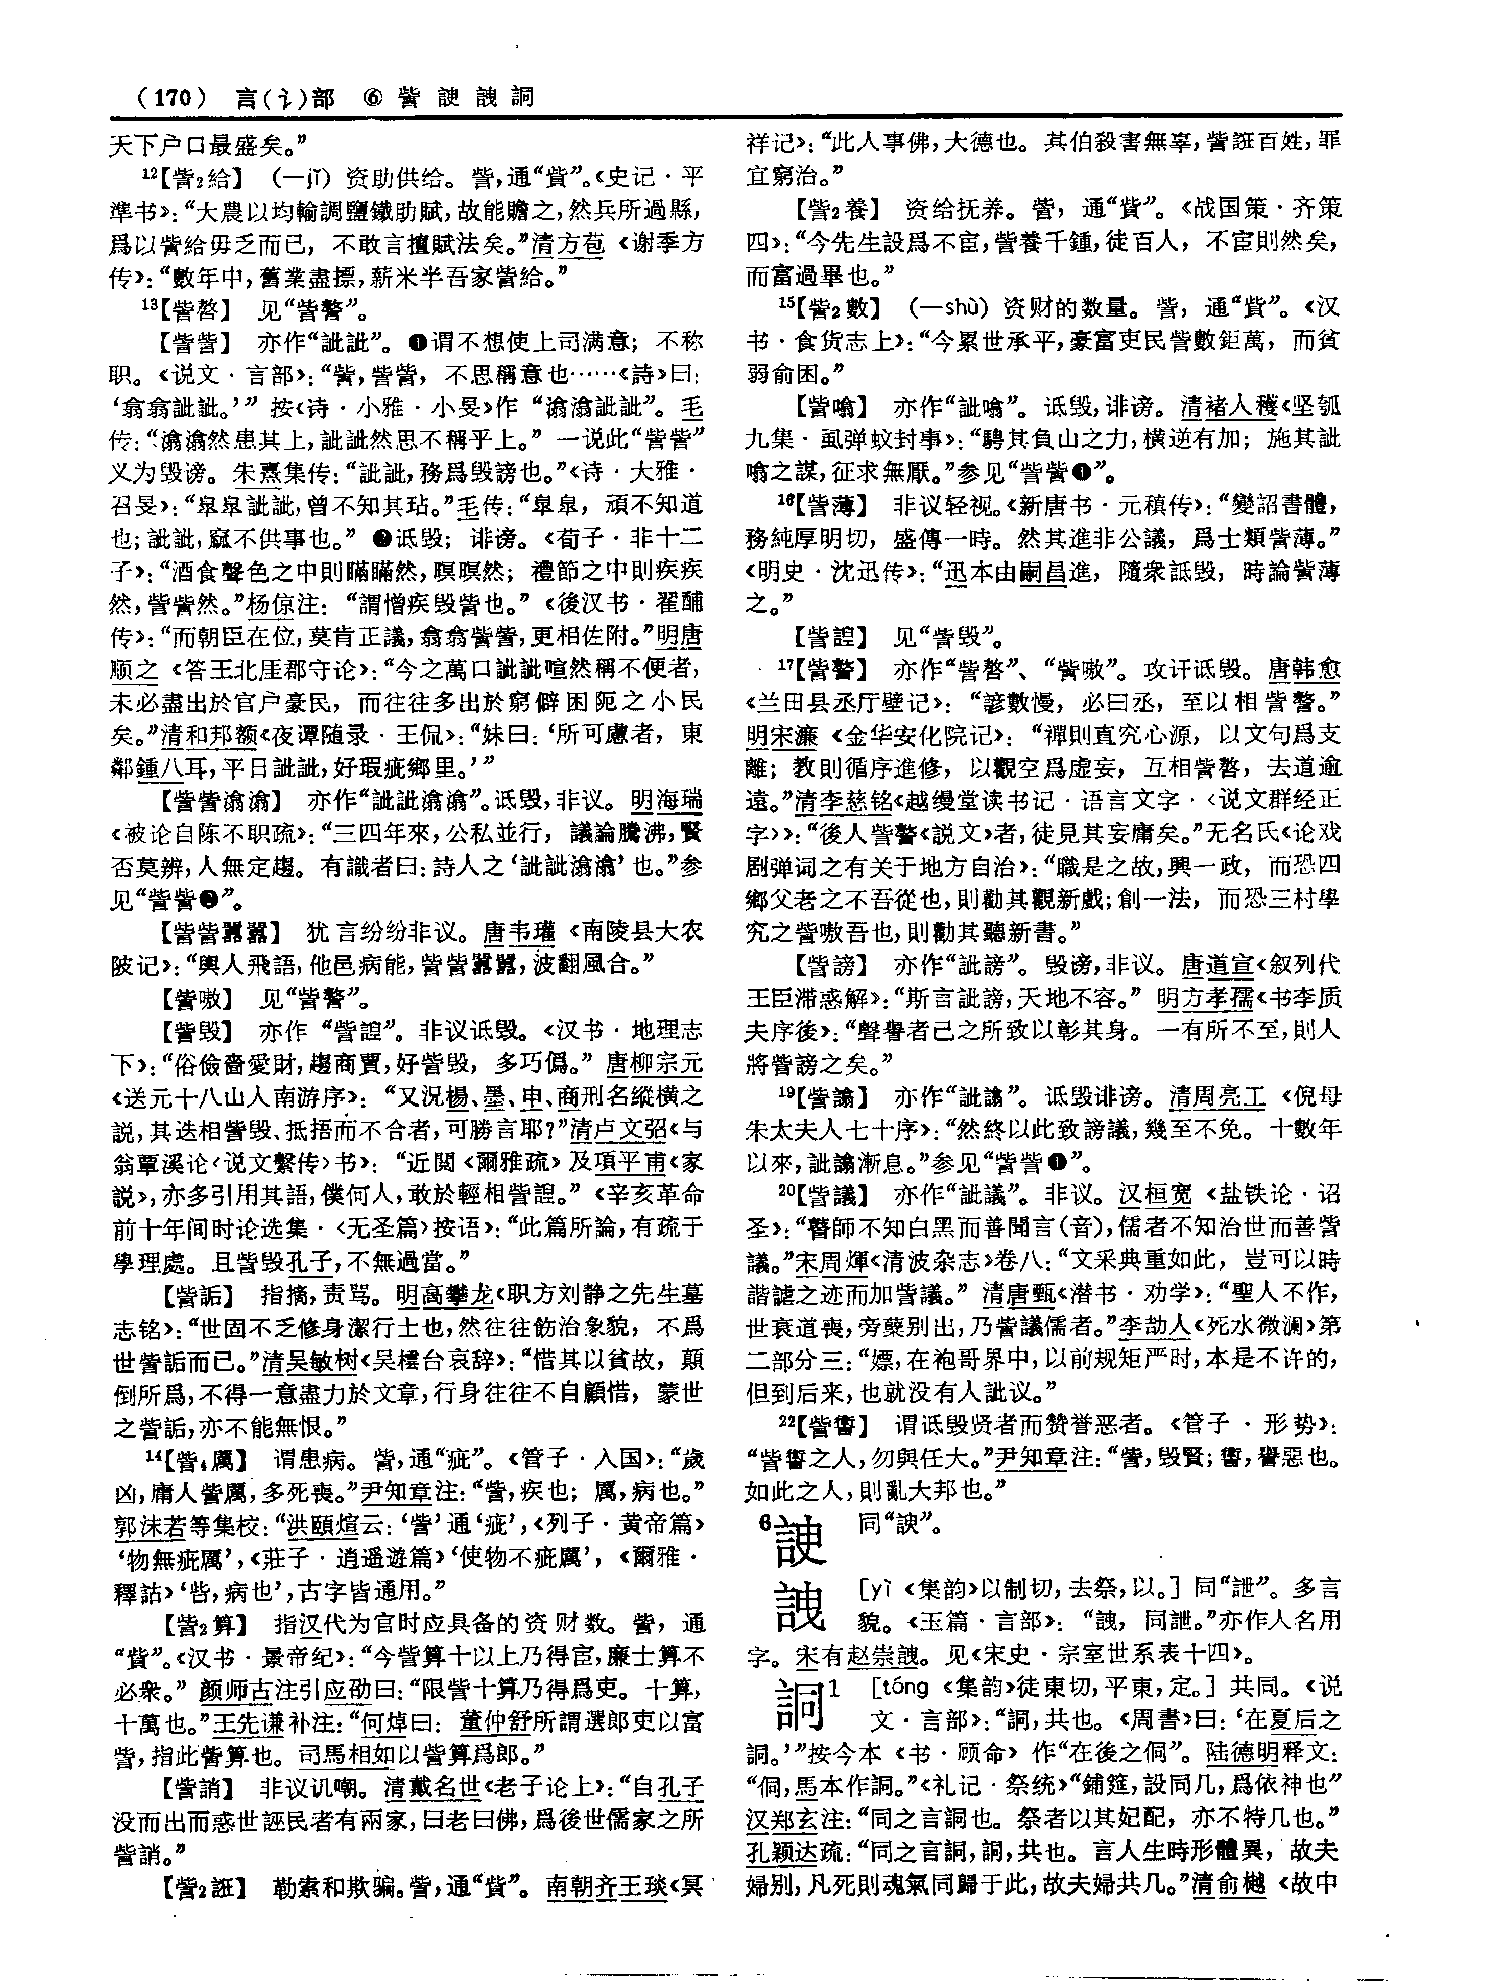 (170) 言(讠)部 ⑥ 訾 諛 詍 詷
天下户口最盛矣。”
12【訾2給】 (—jǐ) 资助供给。訾,通“貲”。《史记·平
準书》:“大農以均輸調鹽鐵助賦,故能贍之,然兵所過縣,
爲以訾給毋乏而已, 不敢言擅賦法矣。”清方苞《谢季方
传》:“數年中,舊業盡摽,薪米半吾家訾給。”
13【訾嗸】 见“訾謷”。
【訾訾】 亦作“訿訿”。❶谓不想使上司满意; 不称
职。《说文·言部》:“訾,訾訾, 不思稱意也……《詩》曰:
‘翕翕訿訿。’” 按《诗·小雅·小旻》作 “潝潝訿訿”。毛
传:“潝潝然患其上,訿訿然思不稱乎上。” 一说此“訾訾”
义为毁谤。朱熹集传:“訿訿,務爲毁謗也。”《诗·大雅·
召旻》:“皋皋訿訿,曾不知其玷。”毛传:“皋皋, 頑不知道
也;訿訿,窳不供事也。” ❷诋毁; 诽谤。《荀子·非十二
子》:“酒食聲色之中則瞞瞞然,瞑瞑然; 禮節之中則疾疾
然,訾訾然。”杨倞注: “謂憎疾毁訾也。”《後汉书·翟酺
传》:“而朝臣在位,莫肯正議,翕翕訾訾,更相佐附。”明唐
顺之《答王北厓郡守论》:“今之萬口訿訿喧然稱不便者,
未必盡出於官户豪民, 而往往多出於窮僻困阨之小民
矣。”清和邦额《夜谭随录·王侃》:“妹曰:‘所可慮者, 東
鄰鍾八耳,平日訿訿,好瑕疵鄉里。’”
【訾訾潝潝】 亦作“訿訿潝潝”。诋毁,非议。明海瑞
《被论自陈不职疏》:“三四年來,公私並行, 議論騰沸,賢
否莫辨,人無定趨。有識者曰:詩人之‘訿訿潝潝’也。”参
见“訾訾❷”。
【訾訾嚚嚚】 犹言纷纷非议。唐韦瓘《南陵县大农
陂记》:“輿人飛語,他邑病能,訾訾嚚嚚,波翻風合。”
【訾嗷】 见“訾謷”。
【訾毁】 亦作 “訾䛼”。非议诋毁。《汉书·地理志
下》:“俗儉嗇愛財,趨商賈,好訾毁, 多巧僞。” 唐柳宗元
《送元十八山人南游序》: “又况楊、墨、申、商刑名縱横之
説,其迭相訾毁、抵捂而不合者,可勝言耶?”清卢文弨《与
翁覃溪论〈说文繫传〉书》: “近閲《爾雅疏》及項平甫《家
説》,亦多引用其語,僕何人,敢於輕相訾䛼。”《辛亥革命
前十年间时论选集·〈无圣篇〉按语》:“此篇所論,有疏于
學理處。且訾毁孔子,不無過當。”
【訾詬】 指摘,责骂。明高攀龙《职方刘静之先生墓
志铭》:“世固不乏修身潔行士也,然往往飭治象貌, 不爲
世訾詬而已。”清吴敏树《吴樸台哀辞》:“惜其以貧故, 顛
倒所爲,不得一意盡力於文章,行身往往不自顧惜, 蒙世
之訾詬,亦不能無恨。”
14【訾4厲】 谓患病。訾,通“疵”。《管子·入国》:“歲
凶,庸人訾厲,多死喪。”尹知章注:“訾,疾也; 厲,病也。”
郭沫若等集校:“洪頤煊云:‘訾’通‘疵’,《列子·黄帝篇》
‘物無疵厲’,《莊子·逍遥遊篇》‘使物不疵厲’, 《爾雅·
釋詁》‘呰,病也’,古字皆通用。”
【訾2算】 指汉代为官时应具备的资财数。訾, 通
“貲”。《汉书·景帝纪》:“今訾算十以上乃得宦,廉士算不
必衆。” 颜师古注引应劭曰:“限訾十算乃得爲吏。十算,
十萬也。”王先谦补注:“何焯曰: 董仲舒所謂選郎吏以富
訾,指此訾算也。司馬相如以訾算爲郎。”
【訾誚】 非议讥嘲。清戴名世《老子论上》:“自孔子
没而出而惑世誣民者有兩家,曰老曰佛,爲後世儒家之所
訾誚。”
【訾2誑】 勒索和欺骗。訾,通“貲”。南朝齐王琰《冥
祥记》:“此人事佛,大德也。其伯殺害無辜,訾誑百姓,罪
宜窮治。”
【訾2養】 资给抚养。訾, 通“貲”。《战国策·齐策
四》:“今先生設爲不宦,訾養千鍾,徒百人, 不宦則然矣,
而富過畢也。”
15【訾2數】 (—shù) 资财的数量。訾, 通“貲”。《汉
书·食货志上》:“今累世承平,豪富吏民訾數鉅萬, 而貧
弱俞困。”
【訾噏】 亦作“訿噏”。诋毁,诽谤。清褚人穫《坚瓠
九集·虱弹蚊封事》:“騁其負山之力,横逆有加; 施其訿
噏之謀,征求無厭。”参见“訾訾❶”。
16【訾薄】 非议轻视。《新唐书·元稹传》:“變詔書體,
務純厚明切, 盛傳一時。然其進非公議, 爲士類訾薄。”
《明史·沈迅传》:“迅本由嗣昌進, 隨衆詆毁, 時論訾薄
之。”
【訾䛼】 见“訾毁”。
17【訾謷】 亦作“訾嗸”、“訾嗷”。攻讦诋毁。唐韩愈
《兰田县丞厅壁记》: “諺數慢, 必曰丞, 至以相訾謷。”
明宋濂《金华安化院记》: “禪則直究心源, 以文句爲支
離; 教則循序進修, 以觀空爲虚妄, 互相訾嗸, 去道逾
遠。”清李慈铭《越缦堂读书记·语言文字·〈说文群经正
字〉》:“後人訾謷《説文》者,徒見其妄庸矣。”无名氏《论戏
剧弹词之有关于地方自治》:“職是之故,興一政, 而恐四
鄉父老之不吾從也,則勸其觀新戲;創一法, 而恐三村學
究之訾嗷吾也,則勸其聽新書。”
【訾謗】 亦作“訿謗”。毁谤,非议。唐道宣《叙列代
王臣滞惑解》:“斯言訿謗,天地不容。” 明方孝孺《书李质
夫序後》:“聲譽者己之所致以彰其身。一有所不至,則人
將訾謗之矣。”
19【訾讁】 亦作“訿讁”。诋毁诽谤。清周亮工《倪母
朱太夫人七十序》:“然終以此致謗議,幾至不免。十數年
以來,訿讁漸息。”参见“訾訾❶”。
20【訾議】 亦作“訿議”。非议。汉桓宽《盐铁论·诏
圣》:“瞽師不知白黑而善聞言(音),儒者不知治世而善訾
議。”宋周煇《清波杂志》卷八:“文采典重如此, 豈可以時
諧謔之迹而加訾議。” 清唐甄《潜书·劝学》:“聖人不作,
世衰道喪,旁蘖别出,乃訾議儒者。”李劼人《死水微澜》第
二部分三:“嫖,在袍哥界中,以前规矩严时,本是不许的,
但到后来,也就没有人訿议。”
22【訾讆】 谓诋毁贤者而赞誉恶者。《管子·形势》:
“訾讆之人,勿與任大。”尹知章注:“訾,毁賢;讆,譽惡也。
如此之人,則亂大邦也。”
6諛 同“諛”。
詍 [yì《集韵》以制切,去祭,以。] 同“詍”。多言
貌。《玉篇·言部》: “詍, 同詍。”亦作人名用
字。宋有赵崇詍。见《宋史·宗室世系表十四》。
詷1 [tóng《集韵》徒東切,平東,定。] 共同。《说
文·言部》:“詷,共也。《周書》曰:‘在夏后之
詷。’”按今本《书·顾命》作“在後之侗”。陆德明释文:
“侗,馬本作詷。”《礼记·祭统》“鋪筵,設同几,爲依神也”
汉郑玄注:“同之言詷也。祭者以其妃配, 亦不特几也。”
孔颖达疏:“同之言詷,詷,共也。言人生時形體異, 故夫
婦别,凡死則魂氣同歸于此,故夫婦共几。”清俞樾《故中